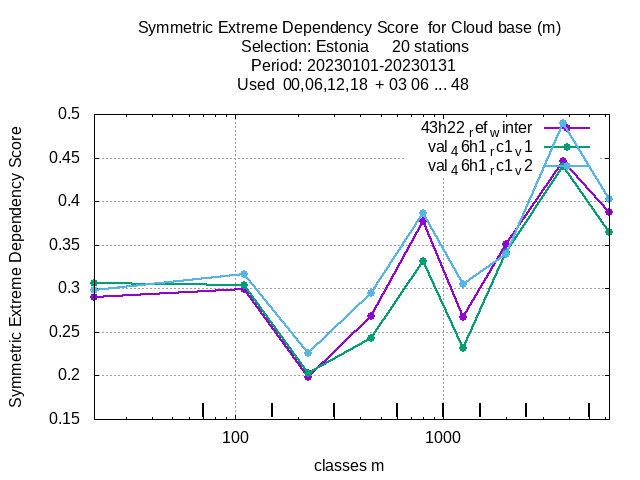 Symmetric Extreme Dependency Score for Cloud base (m)
Selection: Estonia 20 stations
Period: 20230101-20230131
Used 00,06,12,18 + 03 06 ... 48
43h22_ref_winter
val_46h1_rc1_v1
val_46h1_rc1_v2
Symmetric Extreme Dependency Score
0.5
0.45
0.4
0.35
0.3
0.25
0.2
0.15
100 1000
classes m